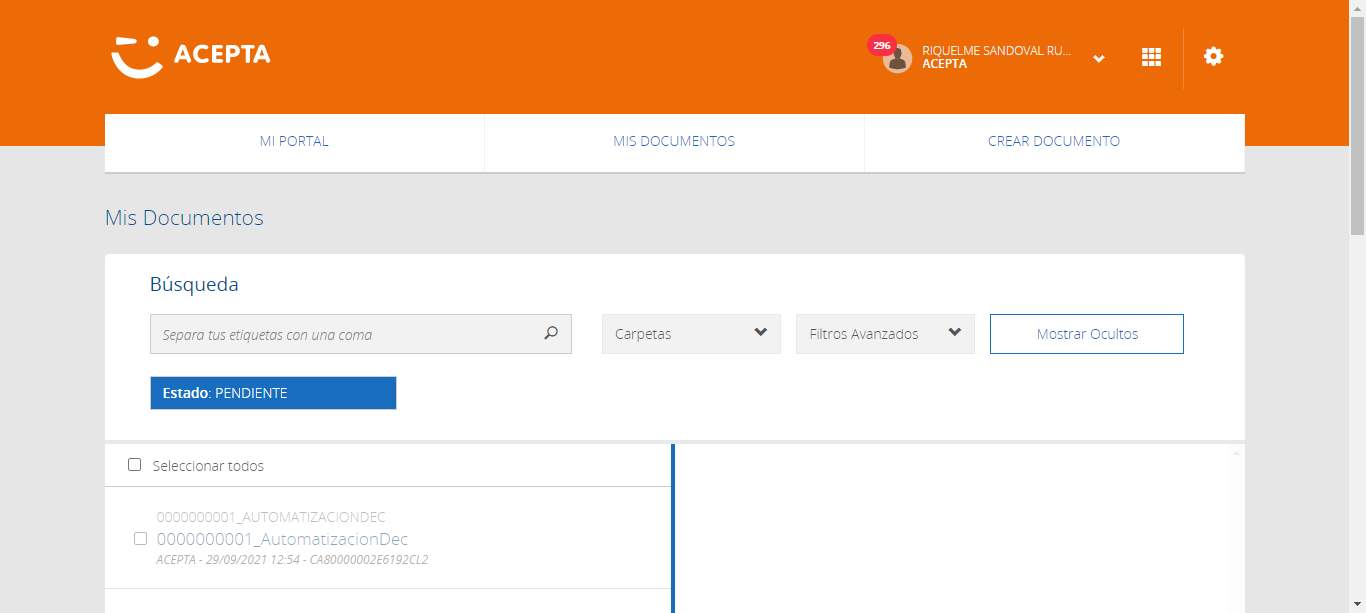 ACEPTA
296
RIQUELME SANDOVAL RU...
ACEPTA
MI PORTAL
MIS DOCUMENTOS
CREAR DOCUMENTO
Mis Documentos
Búsqueda
Separa tus etiquetas con una coma
Carpetas
Filtros Avanzados
Mostrar Ocultos
Estado: PENDIENTE
Seleccionar todos
0000000001_AUTOMATIZACIONDEC
0000000001_AutomatizacionDec
ACEPTA - 29/09/2021 12:54 - CA80000002E6192CL2